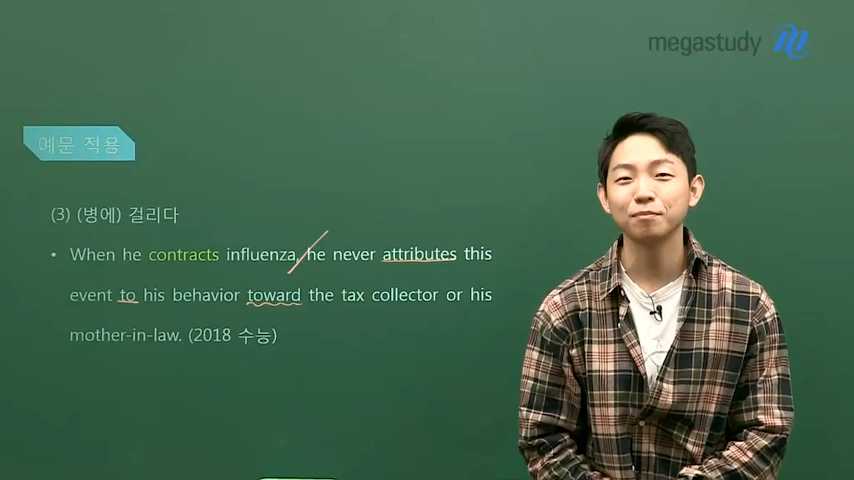 megastudy
예문 적용
(3) (병에) 걸리다
• When he contracts influenza, he never attributes this
event to his behavior toward the tax collector or his
mother-in-law. (2018 수능)